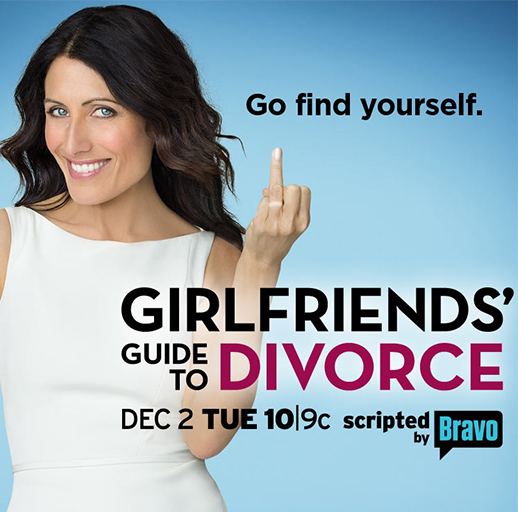 Go find yourself.
GIRLFRIENDS'
GUIDE
TO DIVORCE
DEC 2 TUE 10|9c scripted
by Bravo